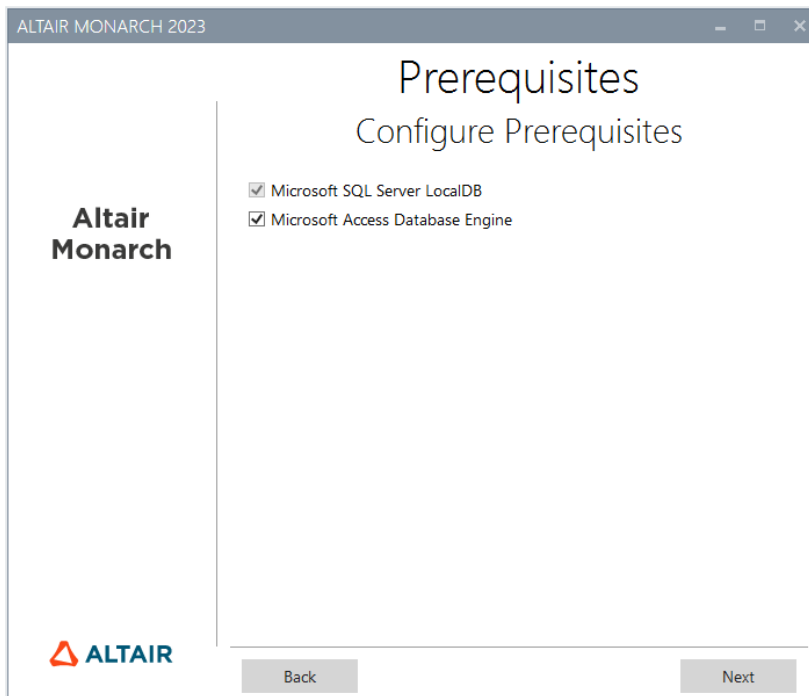 ALTAIR MONARCH 2023
Prerequisites
Configure Prerequisites
Microsoft SQL Server LocalDB
Microsoft Access Database Engine
Altair
Monarch
ALTAIR
Back
Next